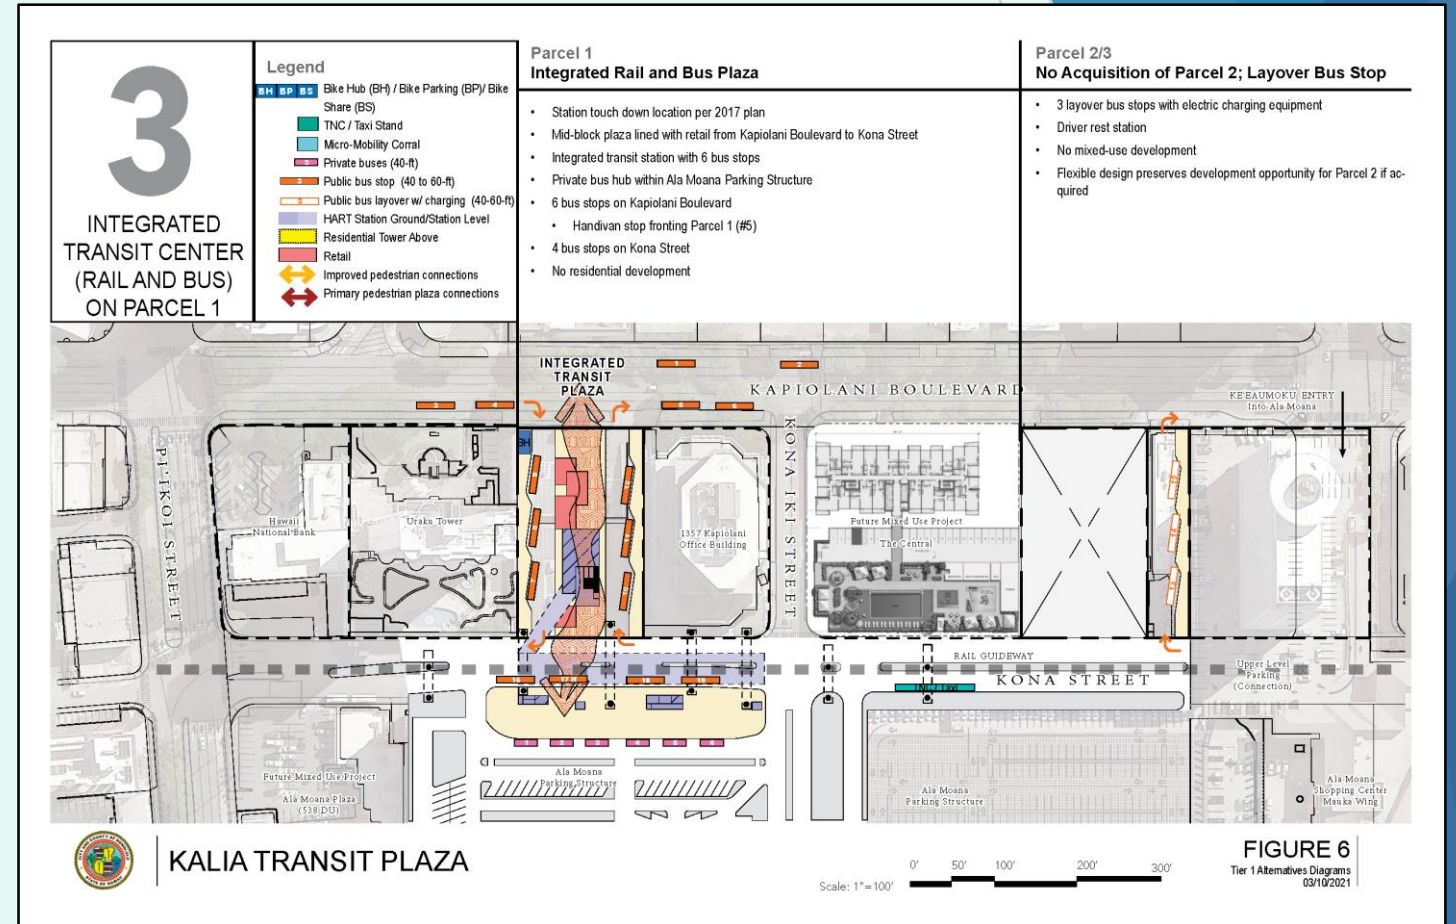 3
INTEGRATED
TRANSIT CENTER
(RAIL AND BUS)
ON PARCEL 1
Legend
BH BP BS Bike Hub (BH) / Bike Parking (BP)/ Bike
Share (BS)
TNC / Taxi Stand
Micro-Mobility Corral
Private buses (40-ft)
3 Public bus stop (40 to 60-ft)
Public bus layover w/ charging (40-60-ft)
HART Station Ground/Station Level
Residential Tower Above
Retail
Improved pedestrian connections
Primary pedestrian plaza connections
Parcel 1
Integrated Rail and Bus Plaza
• Station touch down location per 2017 plan
• Mid-block plaza lined with retail from Kapiolani Boulevard to Kona Street
• Integrated transit station with 6 bus stops
• Private bus hub within Ala Moana Parking Structure
• 6 bus stops on Kapiolani Boulevard
• Handivan stop fronting Parcel 1 (#5)
• 4 bus stops on Kona Street
• No residential development
Parcel 2/3
No Acquisition of Parcel 2; Layover Bus Stop
• 3 layover bus stops with electric charging equipment
• Driver rest station
• No mixed-use development
• Flexible design preserves development opportunity for Parcel 2 if ac-
quired
INTEGRATED
TRANSIT
PLAZA
1
2
KAPIOLANI BOULEVARD
3
4
KE'EAUMOKU ENTRY
Into Ala Moana
PI'IKOI STREET
BH
KONA IKI STREET
Hawaii
National Bank
Uraku Tower
1357 Kapiolani
Office Building
Future Mixed Use Project
The Central
RAIL GUIDEWAY
KONA STREET
TNC / Taxi
Upper Level
Parking
(Connection)
1 2 3 4 5 6
Future Mixed Use Project
Ala Moana Plaza
(538 DU)
Ala Moana
Parking Structure
Ala Moana
Parking Structure
Ala Moana
Shopping Center
Mauka Wing
KALIA TRANSIT PLAZA
Scale: 1"=100'
0' 50' 100' 200' 300'
FIGURE 6
Tier 1 Alternatives Diagrams
03/10/2021